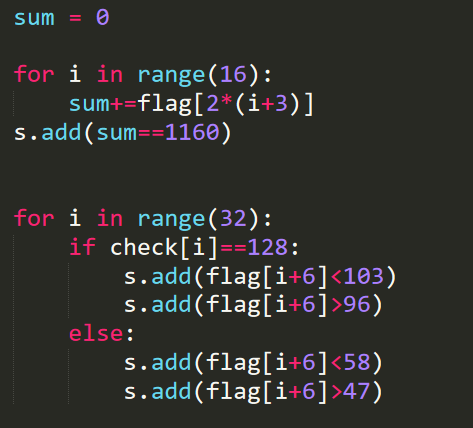 sum = 0
for i in range(16):
sum+=flag[2*(i+3)]
s.add(sum==1160)
for i in range(32):
if check[i]==128:
s.add(flag[i+6]<103)
s.add(flag[i+6]>96)
else:
s.add(flag[i+6]<58)
s.add(flag[i+6]>47)